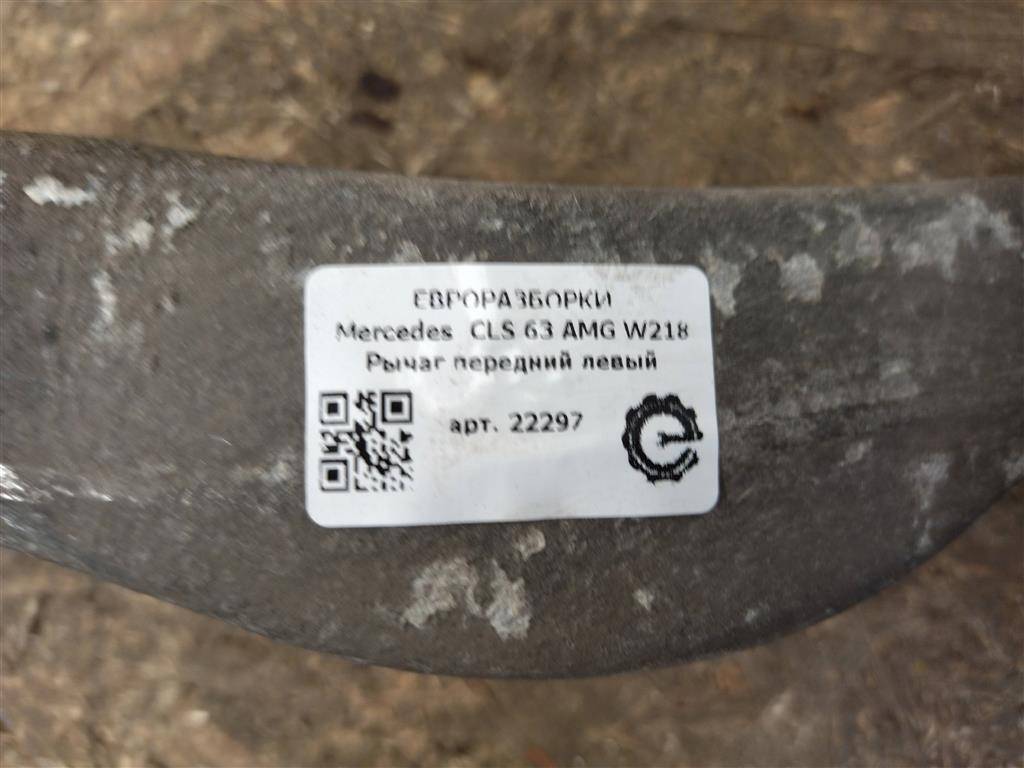 ЕВРОРАЗБОРКИ
Mercedes CLS 63 AMG W218
Рычаг передний левый
арт. 22297